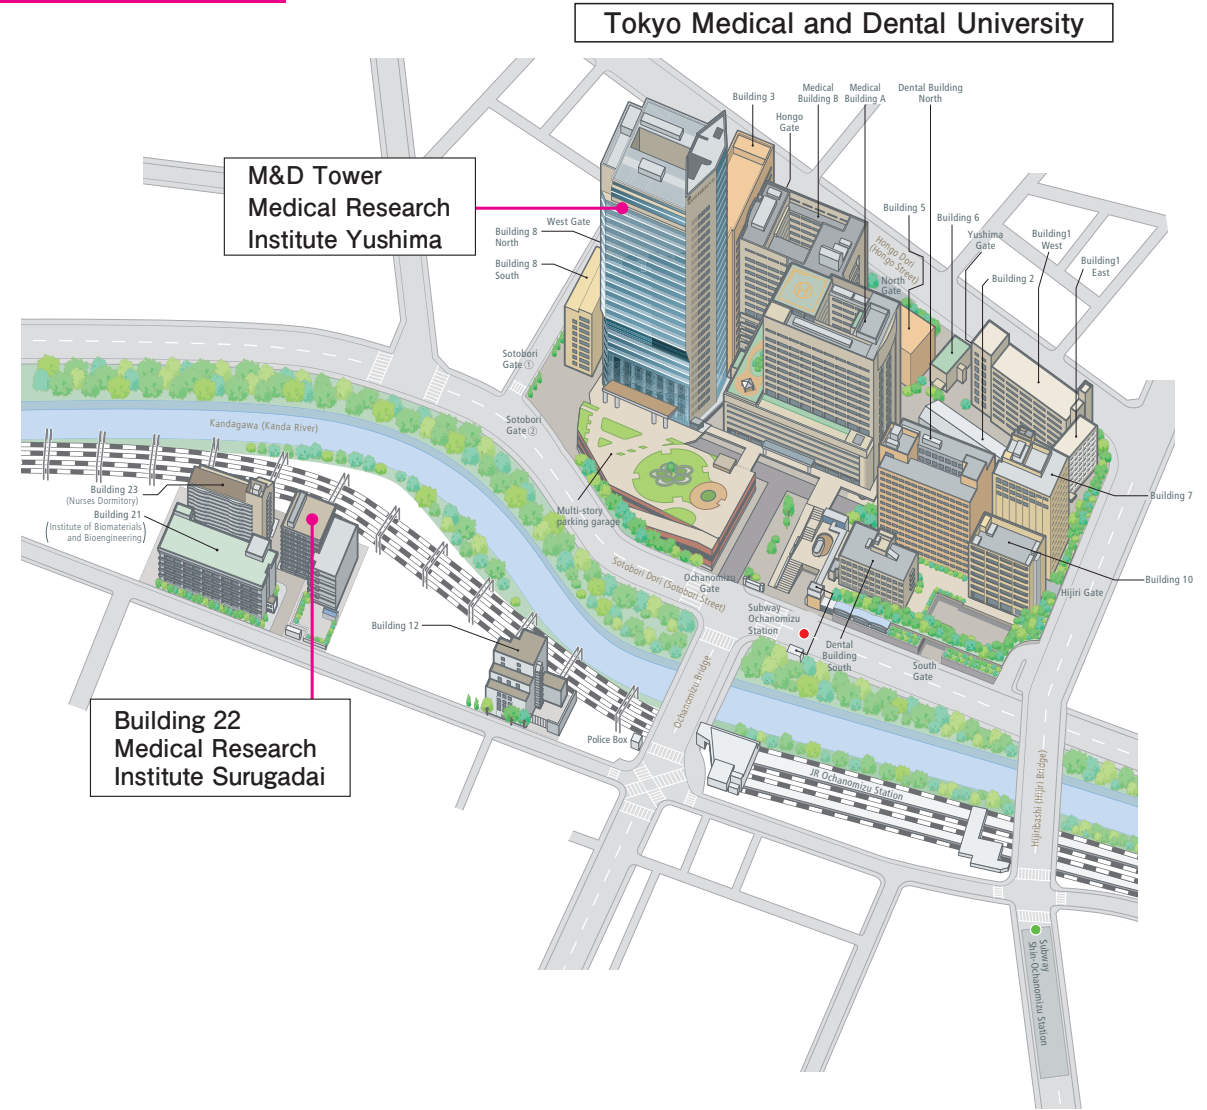 Tokyo Medical and Dental University
M&D Tower
Medical Research
Institute Yushima
Building 3
Medical
Building B
Medical
Building A
Dental Building
North
Hongo
Gate
West Gate
Building 8
North
Building 8
South
Building 5
Building 6
Yushima
Gate
Building1
West
Building1
East
Building 2
Hongo Dori
(Hongo Street)
North
Gate
Sotobori
Gate ①
Sotobori
Gate ②
Kandagawa (Kanda River)
Building 23
(Nurses Dormitory)
Building 21
(Institute of Biomaterials
and Bioengineering)
Multi-story
parking garage
Building 7
Building 10
Hijiri Gate
Sotobori Dori (Sotobori Street)
Ochanomizu
Gate
Subway
Ochanomizu
Station
Dental
Building
South
South
Gate
Building 12
Police Box
Ochanomizu Bridge
JR Ochanomizu Station
Hijiribashi (Hijiri Bridge)
Subway
Shin-Ochanomizu Station
Building 22
Medical Research
Institute Surugadai